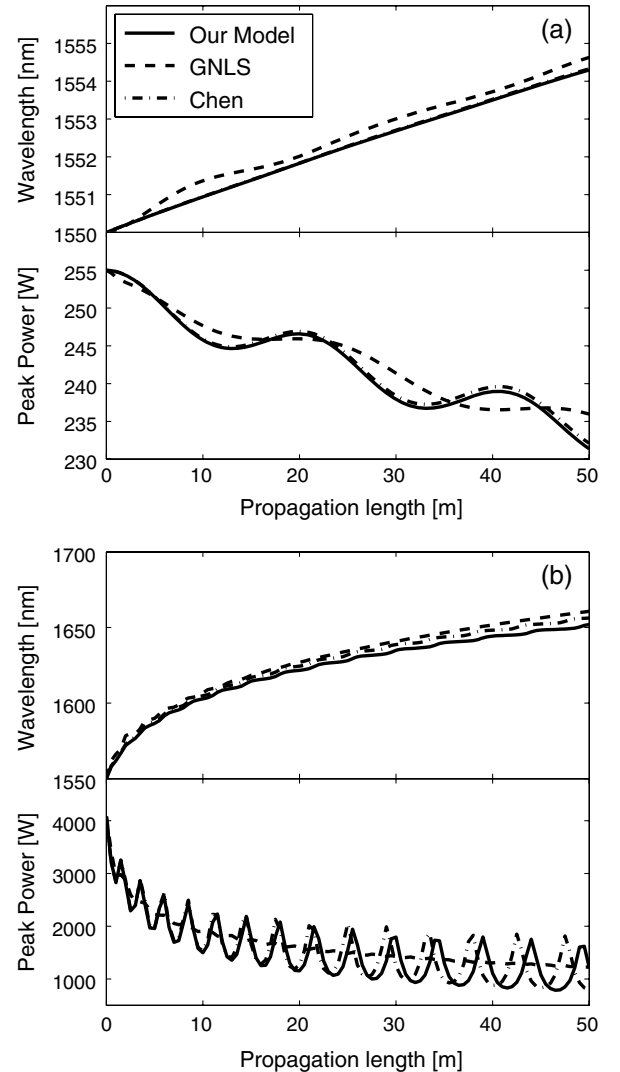 (a)
Our Model
GNLS
Chen
Wavelength [nm]
1555
1554
1553
1552
1551
1550
Peak Power [W]
255
250
245
240
235
230
0 10 20 30 40 50
Propagation length [m]
(b)
Wavelength [nm]
1700
1650
1600
1550
Peak Power [W]
4000
3000
2000
1000
0 10 20 30 40 50
Propagation length [m]